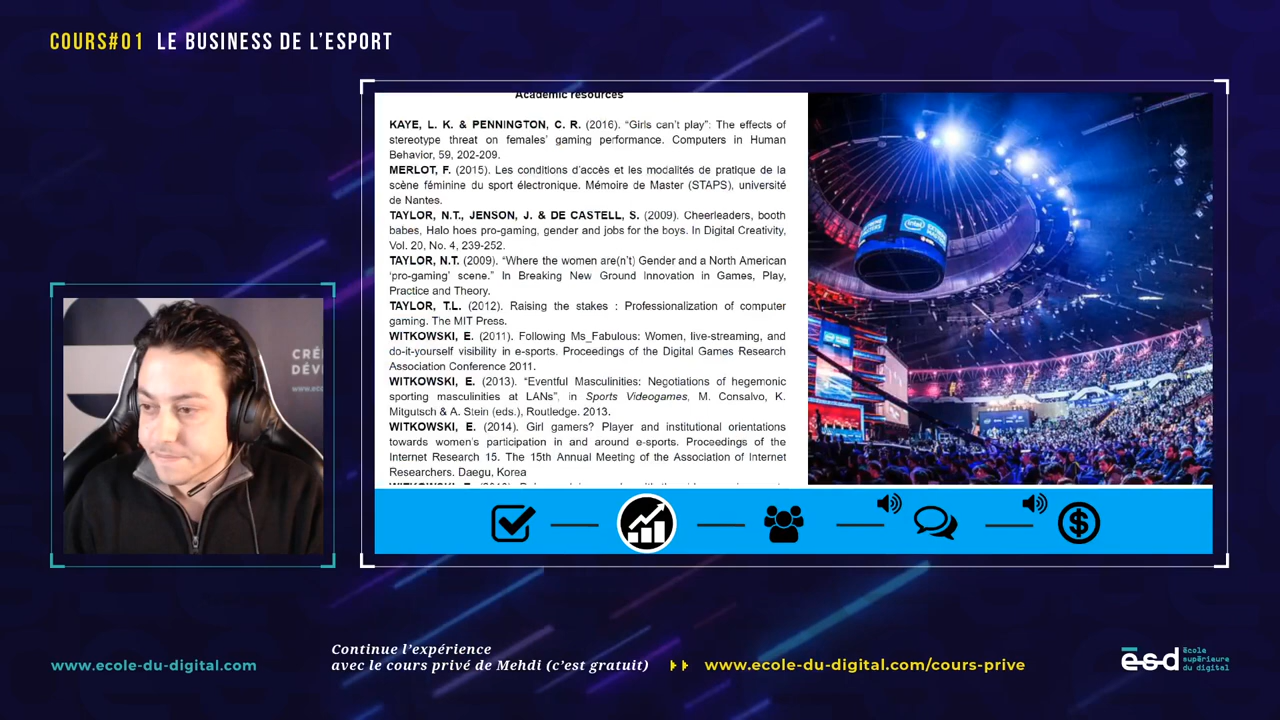 COURS#01 LE BUSINESS DE L'ESPORT
Academic resources
KAYE, L. K. & PENNINGTON, C. R. (2016). “Girls can’t play”: The effects of
stereotype threat on females’ gaming performance. Computers in Human
Behavior, 59, 202-209.
MERLOT, F. (2015). Les conditions d’accès et les modalités de pratique de la
scène féminine du sport électronique. Mémoire de Master (STAPS), université
de Nantes.
TAYLOR, N.T., JENSON, J. & DE CASTELL, S. (2009). Cheerleaders, booth
babes, Halo hoes pro-gaming, gender and jobs for the boys. In Digital Creativity,
Vol. 20, No. 4, 239-252.
TAYLOR, N.T. (2009). “Where the women are(n’t) Gender and a North American
‘pro-gaming’ scene.” In Breaking New Ground Innovation in Games, Play,
Practice and Theory.
TAYLOR, T.L. (2012). Raising the stakes : Professionalization of computer
gaming. The MIT Press.
WITKOWSKI, E. (2011). Following Ms_Fabulous: Women, live-streaming, and
do-it-yourself visibility in e-sports. Proceedings of the Digital Games Research
Association Conference 2011.
WITKOWSKI, E. (2013). “Eventful Masculinities: Negotiations of hegemonic
sporting masculinities at LANs”, in Sports Videogames, M. Consalvo, K.
Mitgutsch & A. Stein (eds.), Routledge. 2013.
WITKOWSKI, E. (2014). Girl gamers? Player and institutional orientations
towards women's participation in and around e-sports. Proceedings of the
Internet Research 15. The 15th Annual Meeting of the Association of Internet
Researchers. Daegu, Korea
intel
CRÉ
DÉV
Continue l’expérience
avec le cours privé de Mehdi (c’est gratuit)
www.ecole-du-digital.com
www.ecole-du-digital.com/cours-prive
ésd
école
supérieure
du digital